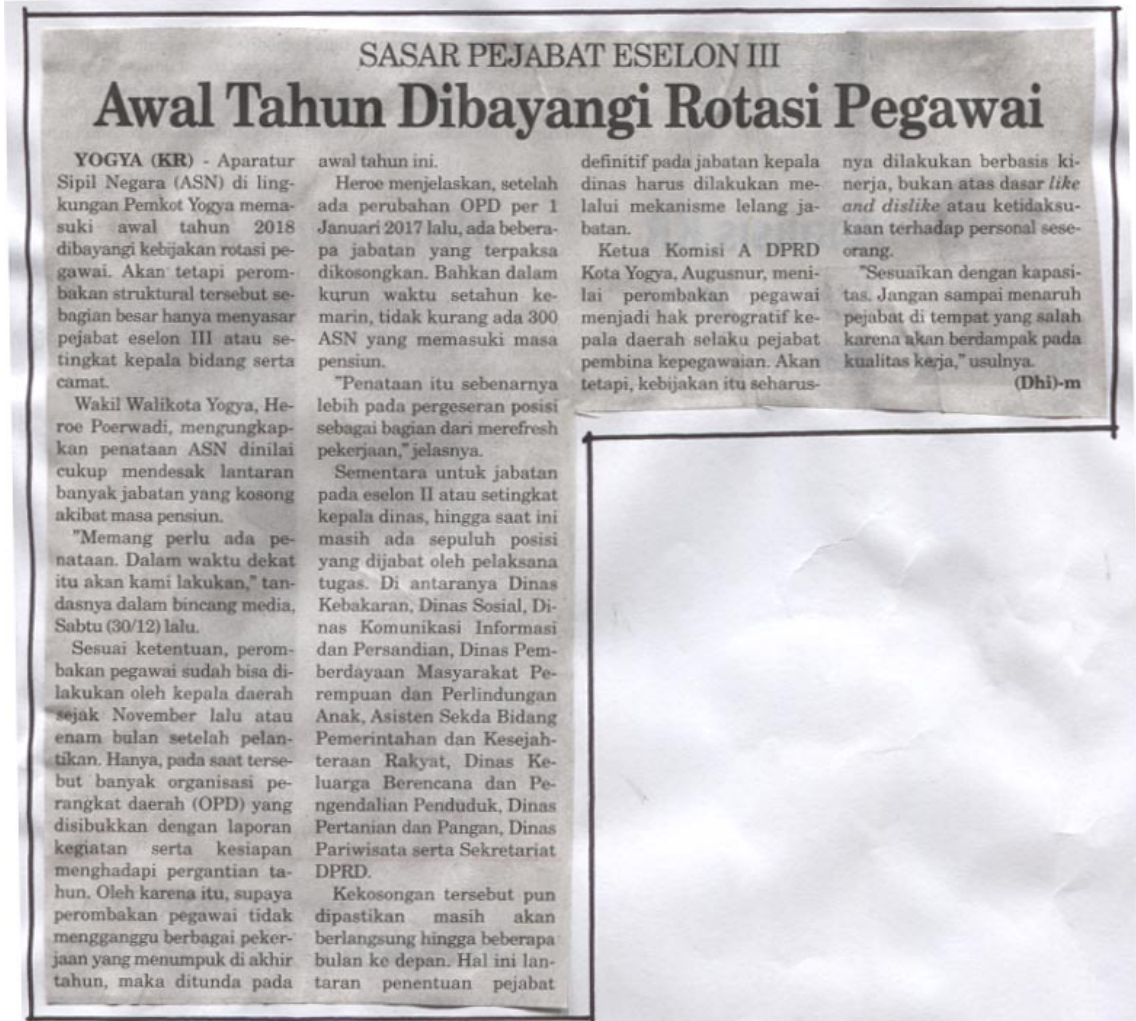 SASAR PEJABAT ESELON III
Awal Tahun Dibayangi Rotasi Pegawai
YOGYA (KR) - Aparatur
Sipil Negara (ASN) di ling-
kungan Pemkot Yogya mema-
suki awal tahun 2018
dibayangi kebijakan rotasi pe-
gawai. Akan tetapi perom-
bakan struktural tersebut se-
bagian besar hanya menyasar
pejabat eselon III atau se-
tingkat kepala bidang serta
camat.
Wakil Walikota Yogya, He-
roe Poerwadi, mengungkap-
kan penataan ASN dinilai
cukup mendesak lantaran
banyak jabatan yang kosong
akibat masa pensiun.
"Memang perlu ada pe-
nataan. Dalam waktu dekat
itu akan kami lakukan," tan-
dasnya dalam bincang media,
Sabtu (30/12) lalu.
Sesuai ketentuan, perom-
bakan pegawai sudah bisa di-
lakukan oleh kepala daerah
sejak November lalu atau
enam bulan setelah pelan-
tikan. Hanya, pada saat terse-
but banyak organisasi pe-
rangkat daerah (OPD) yang
disibukkan dengan laporan
kegiatan serta kesiapan
menghadapi pergantian ta-
hun. Oleh karena itu, supaya
perombakan pegawai tidak
mengganggu berbagai peker-
jaan yang menumpuk di akhir
tahun, maka ditunda pada
awal tahun ini.
Heroe menjelaskan, setelah
ada perubahan OPD per 1
Januari 2017 lalu, ada bebera-
pa jabatan yang terpaksa
dikosongkan. Bahkan dalam
kurun waktu setahun ke-
marin, tidak kurang ada 300
ASN yang memasuki masa
pensiun.
"Penataan itu sebenarnya
lebih pada pergeseran posisi
sebagai bagian dari merefresh
pekerjaan," jelasnya.
Sementara untuk jabatan
pada eselon II atau setingkat
kepala dinas, hingga saat ini
masih ada sepuluh posisi
yang dijabat oleh pelaksana
tugas. Di antaranya Dinas
Kebakaran, Dinas Sosial, Di-
nas Komunikasi Informasi
dan Persandian, Dinas Pem-
berdayaan Masyarakat Pe-
rempuan dan Perlindungan
Anak, Asisten Sekda Bidang
Pemerintahan dan Kesejah-
teraan Rakyat, Dinas Ke-
luarga Berencana dan Pe-
ngendalian Penduduk, Dinas
Pertanian dan Pangan, Dinas
Pariwisata serta Sekretariat
DPRD.
Kekosongan tersebut pun
dipastikan masih akan
berlangsung hingga beberapa
bulan ke depan. Hal ini lan-
taran penentuan pejabat
definitif pada jabatan kepala
dinas harus dilakukan me-
lalui mekanisme lelang ja-
batan.
Ketua Komisi A DPRD
Kota Yogya, Augusnur, meni-
lai perombakan pegawai
menjadi hak prerogratif ke-
pala daerah selaku pejabat
pembina kepegawaian. Akan
tetapi, kebijakan itu seharus-
nya dilakukan berbasis ki-
nerja, bukan atas dasar like
and dislike atau ketidaksu-
kaan terhadap personal sese-
orang.
"Sesuaikan dengan kapasi-
tas. Jangan sampai menaruh
pejabat di tempat yang salah
karena akan berdampak pada
kualitas kerja," usulnya.
(Dhi)-m